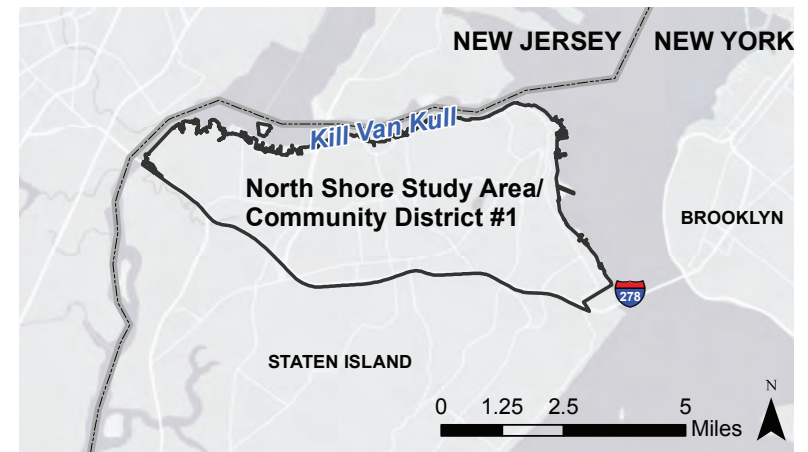 NEW JERSEY
NEW YORK
Kill Van Kull
North Shore Study Area/
Community District #1
BROOKLYN
278
STATEN ISLAND
N
0 1.25 2.5 5
Miles